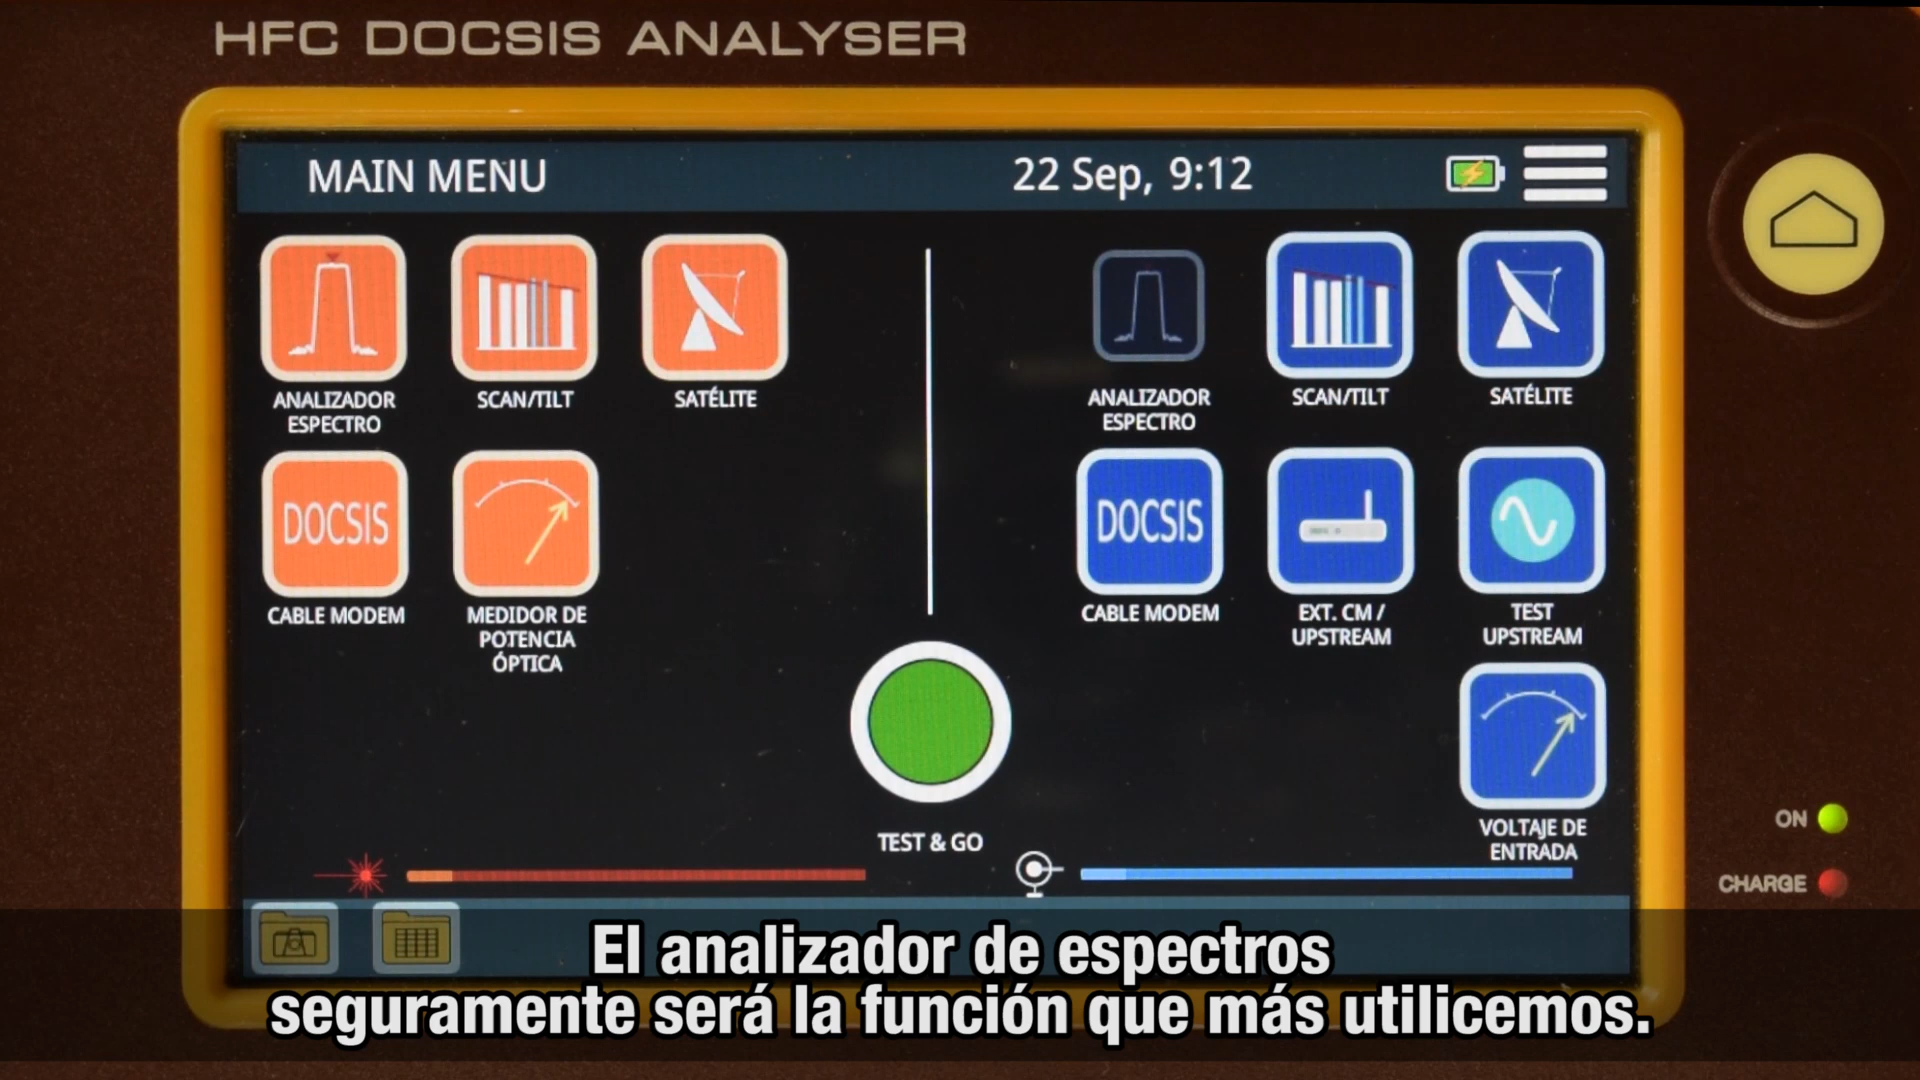 HFC DOCSIS ANALYSER
MAIN MENU
22 Sep, 9:12
ANALIZADOR
ESPECTRO
SCAN/TILT
SATÉLITE
ANALIZADOR
ESPECTRO
SCAN/TILT
SATÉLITE
DOCSIS
CABLE MODEM
MEDIDOR DE
POTENCIA
ÓPTICA
DOCSIS
CABLE MODEM
EXT. CM /
UPSTREAM
TEST
UPSTREAM
TEST & GO
VOLTAJE DE
ENTRADA
ON
CHARGE
El analizador de espectros
seguramente será la función que más utilicemos.